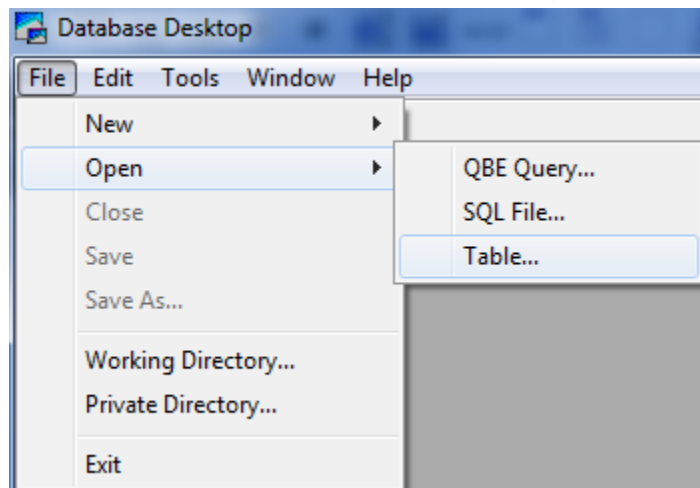 Database Desktop
File Edit Tools Window Help
New
Open
Close
Save
Save As...
Working Directory...
Private Directory...
Exit
QBE Query...
SQL File...
Table...